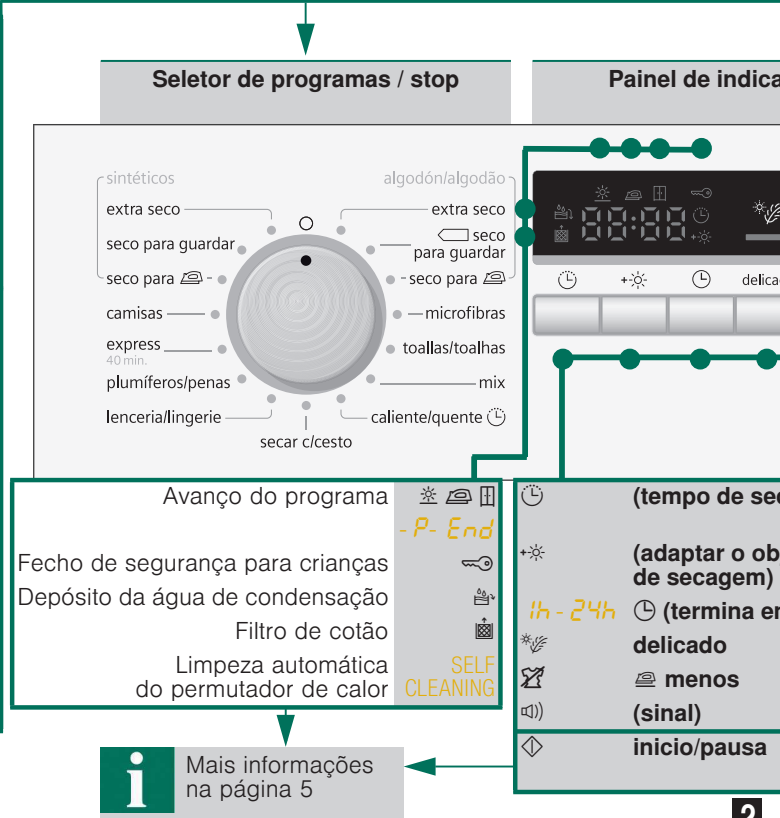 Seletor de programas / stop
Painel de indica
sintéticos
extra seco
seco para guardar
seco para
camisas
express
40 min.
plumíferos/penas
lenceria/lingerie
secar c/cesto
algodón/algodão
extra seco
seco
para guardar
seco para
microfibras
toallas/toalhas
mix
caliente/quente
88:88
delica
Avanço do programa
-P- End
Fecho de segurança para crianças
Depósito da água de condensação
Filtro de cotão
Limpeza automática SELF
do permutador de calor CLEANING
(tempo de sec
(adaptar o obj
de secagem)
1h - 24h (termina em
delicado
menos
(sinal)
inicio/pausa
i Mais informações
na página 5
2